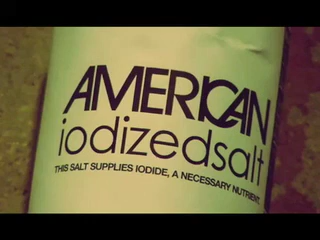 AMERICAN
iodizedsalt
THIS SALT SUPPLIES IODIDE, A NECESSARY NUTRIENT.